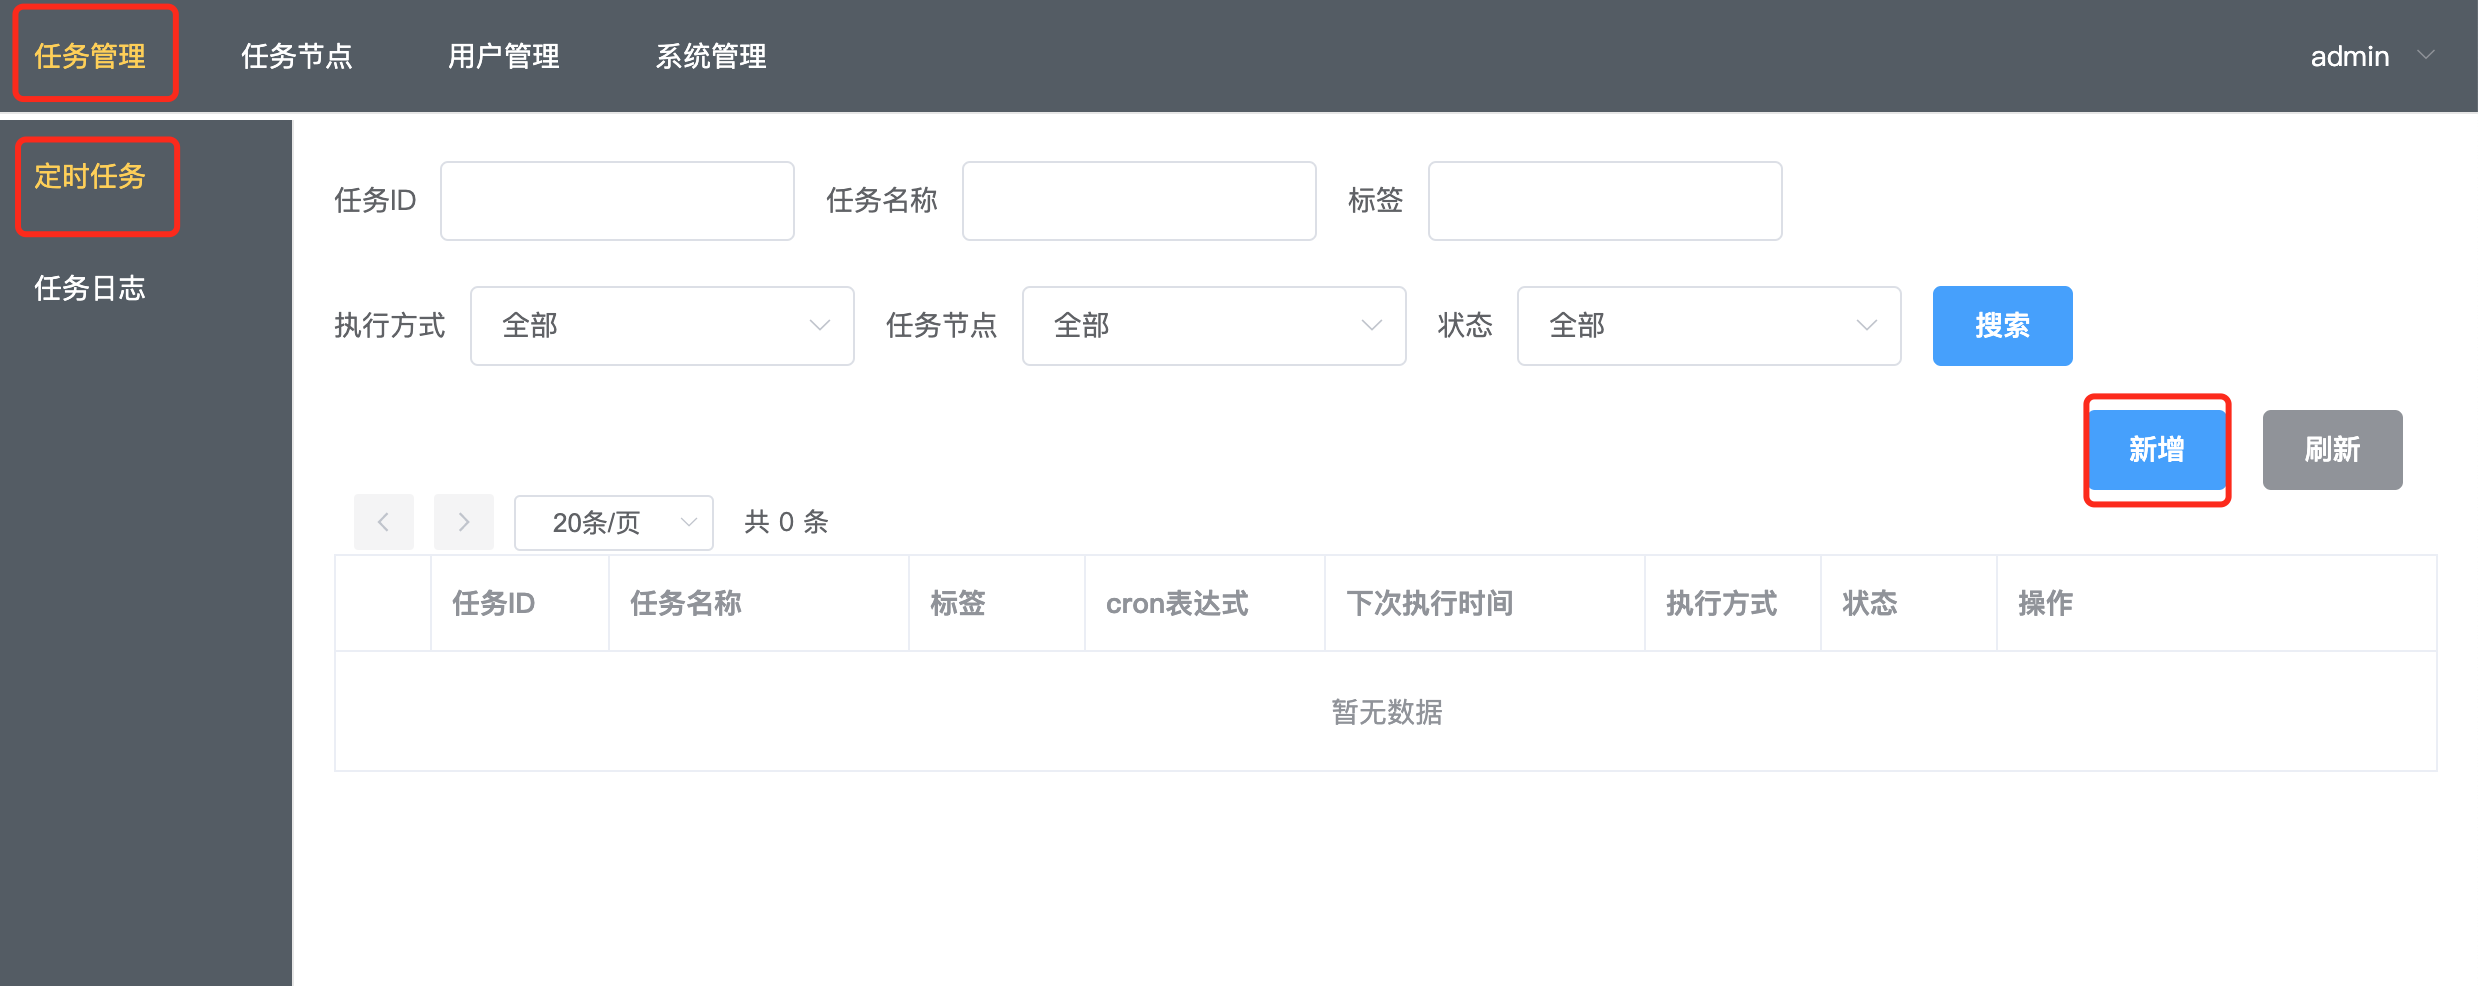 任务管理 任务节点 用户管理 系统管理 admin
定时任务
任务日志
任务ID 任务名称 标签
执行方式 全部 任务节点 全部 状态 全部 搜索
新增 刷新
20条/页 共 0 条
任务ID 任务名称 标签 cron表达式 下次执行时间 执行方式 状态 操作
暂无数据